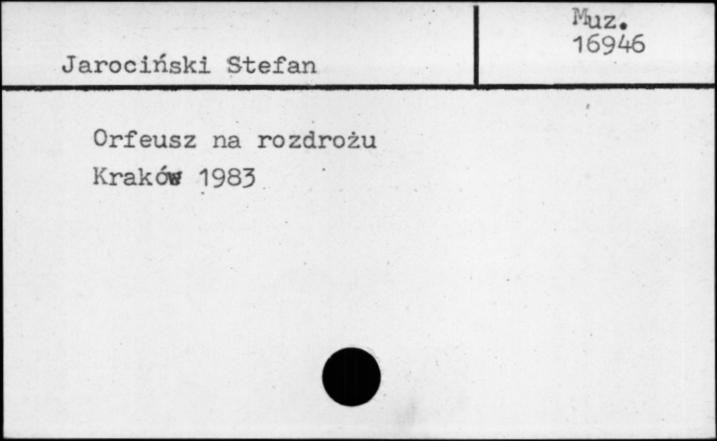 Muz.
16946
Jarociński Stefan
Orfeusz na rozdrożu
Kraków 1983